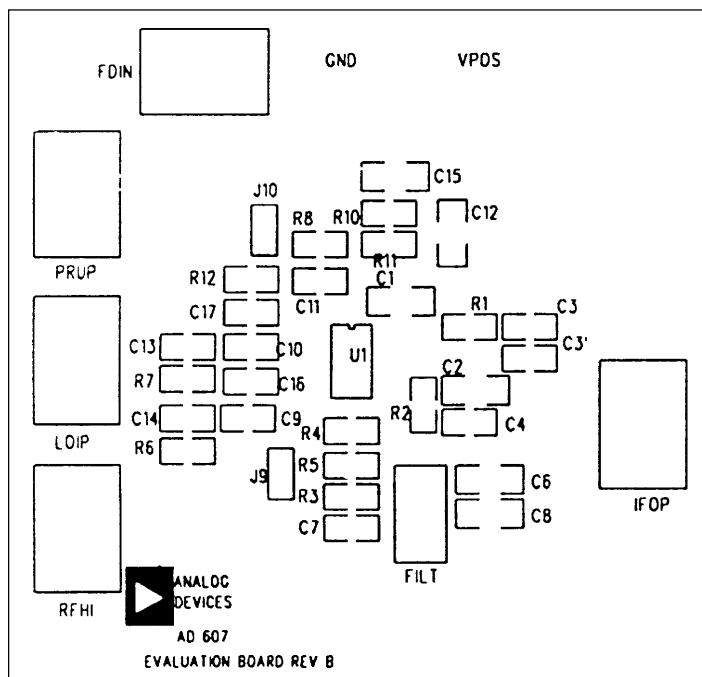 FDIN
GND
VPOS
C15
J10
C12
R8
R10
R11
PRUP
R12
C11
C1
C17
R1
C3
C13
C10
U1
C3'
R7
C16
C2
C14
C9
R2
C4
LOIP
R6
R4
J9
R5
C6
R3
C8
IFOP
C7
FILT
RFHI
ANALOG
DEVICES
AD 607
EVALUATION BOARD REV B